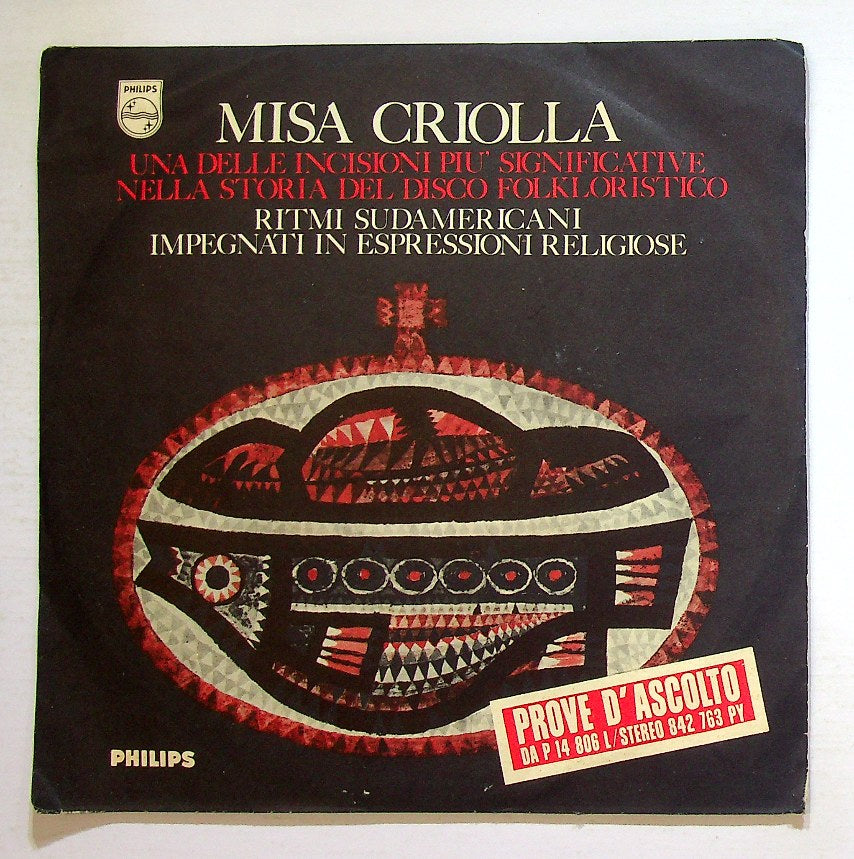 PHILIPS
MISA CRIOLLA
UNA DELLE INCISIONI PIU' SIGNIFICATIVE
NELLA STORIA DEL DISCO FOLKLORISTICO
RITMI SUDAMERICANI
IMPEGNATI IN ESPRESSIONI RELIGIOSE
PROVE D'ASCOLTO
DA P 14 806 L/STEREO 842 763 PY
PHILIPS